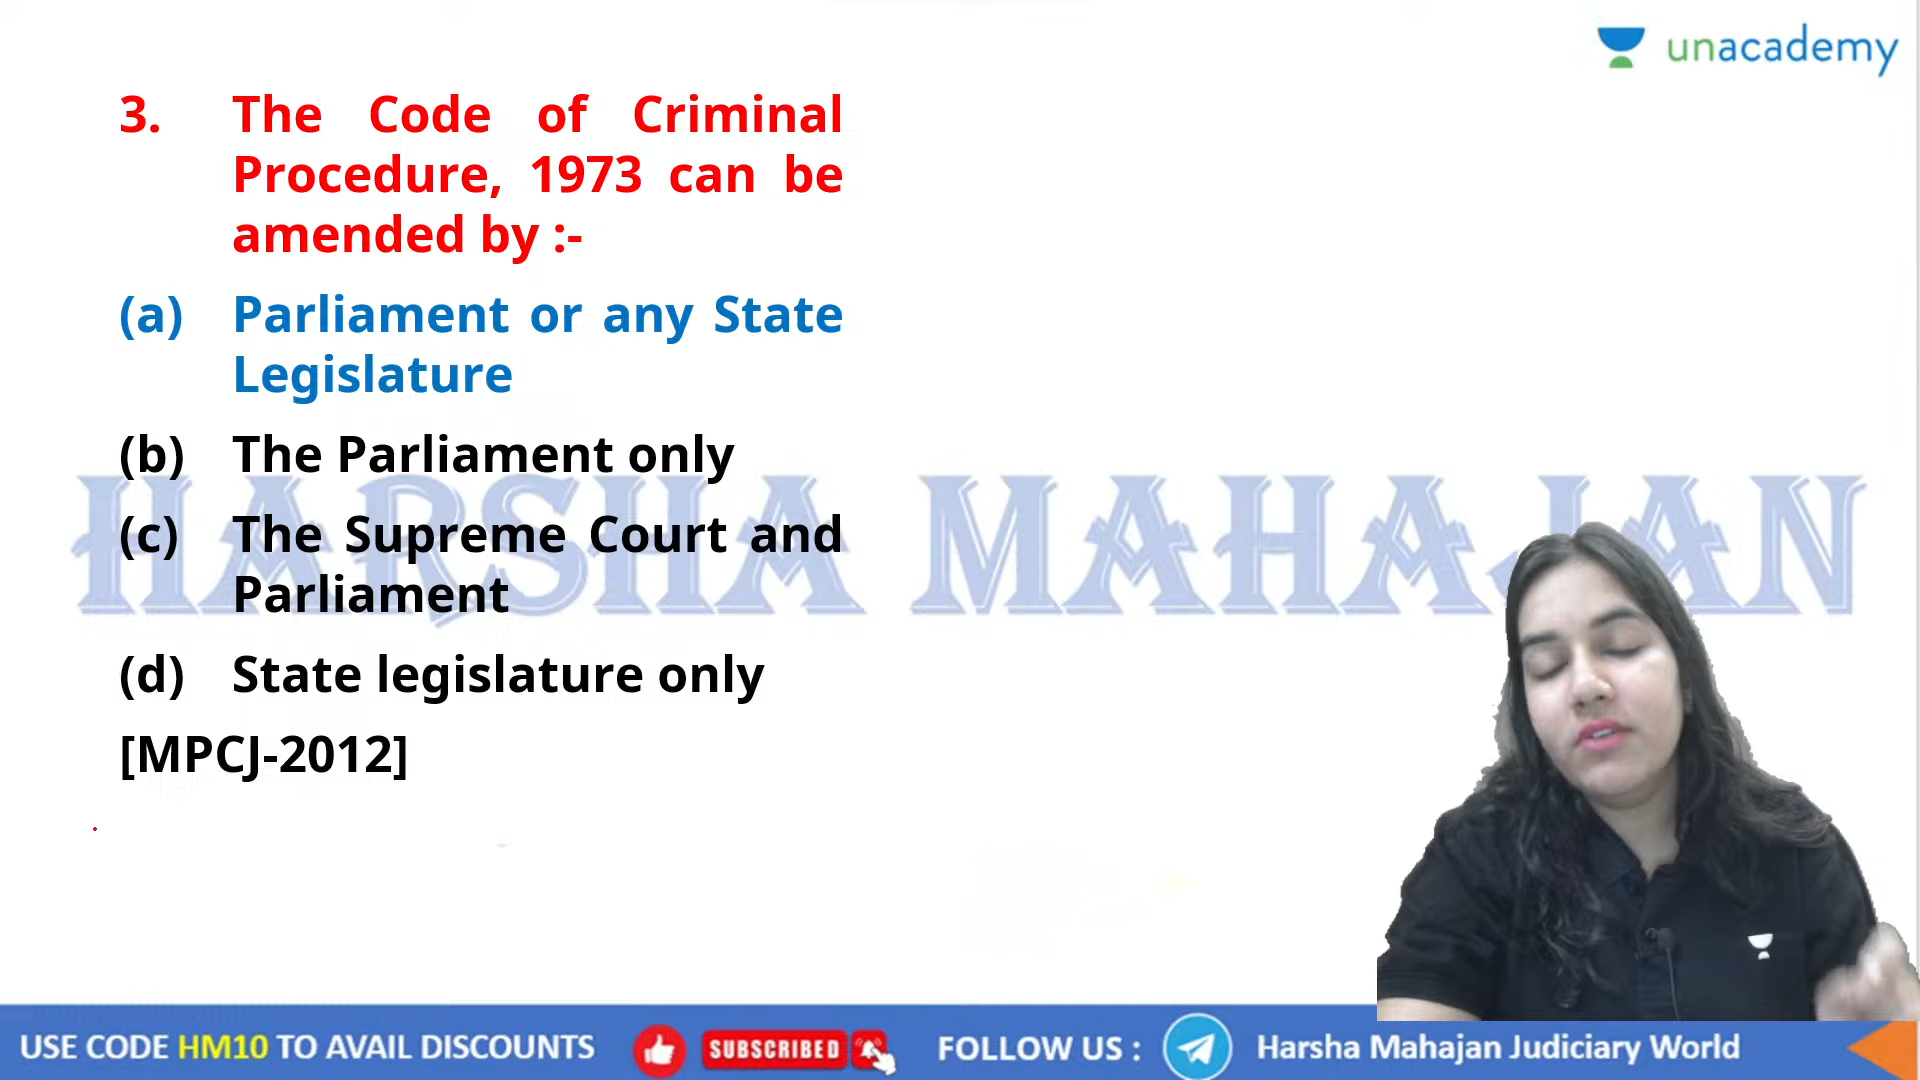 unacademy
3. The Code of Criminal
Procedure, 1973 can be
amended by :-
(a) Parliament or any State
Legislature
(b) The Parliament only
(c) The Supreme Court and
Parliament
(d) State legislature only
[MPCJ-2012]
HARSHA MAHAJAN
USE CODE HM10 TO AVAIL DISCOUNTS
SUBSCRIBED
FOLLOW US :
Harsha Mahajan Judiciary World